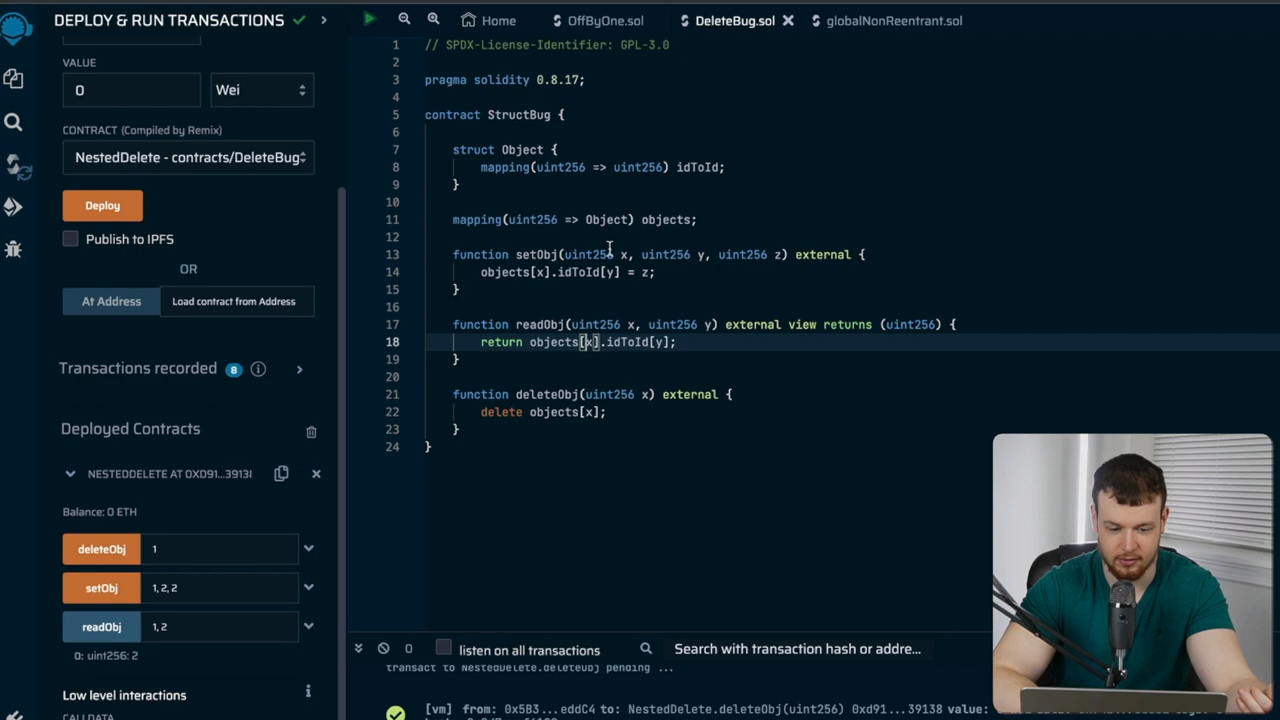 DEPLOY & RUN TRANSACTIONS
VALUE
0
Wei
CONTRACT (Compiled by Remix)
NestedDelete - contracts/DeleteBug
Deploy
Publish to IPFS
OR
At Address
Load contract from Address
Transactions recorded 8
Deployed Contracts
NESTEDDELETE AT 0XD91...3913
Balance: 0 ETH
deleteObj 1
setObj 1, 2, 2
readObj 1, 2
0: uint256: 2
Low level interactions
CALLDATA
Home OffByOne.sol DeleteBug.sol globalNonReentrant.sol
1 // SPDX-License-Identifier: GPL-3.0
2
3 pragma solidity 0.8.17;
4
5 contract StructBug {
6
7 struct Object {
8 mapping(uint256 => uint256) idToId;
9 }
10
11 mapping(uint256 => Object) objects;
12
13 function setObj(uint256 x, uint256 y, uint256 z) external {
14 objects[x].idToId[y] = z;
15 }
16
17 function readObj(uint256 x, uint256 y) external view returns (uint256) {
18 return objects[x].idToId[y];
19 }
20
21 function deleteObj(uint256 x) external {
22 delete objects[x];
23 }
24 }
0 listen on all transactions Search with transaction hash or addre...
transact to NestedDelete.deleteObj pending ...
[vm] from: 0x5B3...eddC4 to: NestedDelete.deleteObj(uint256) 0xd91...39138 value: